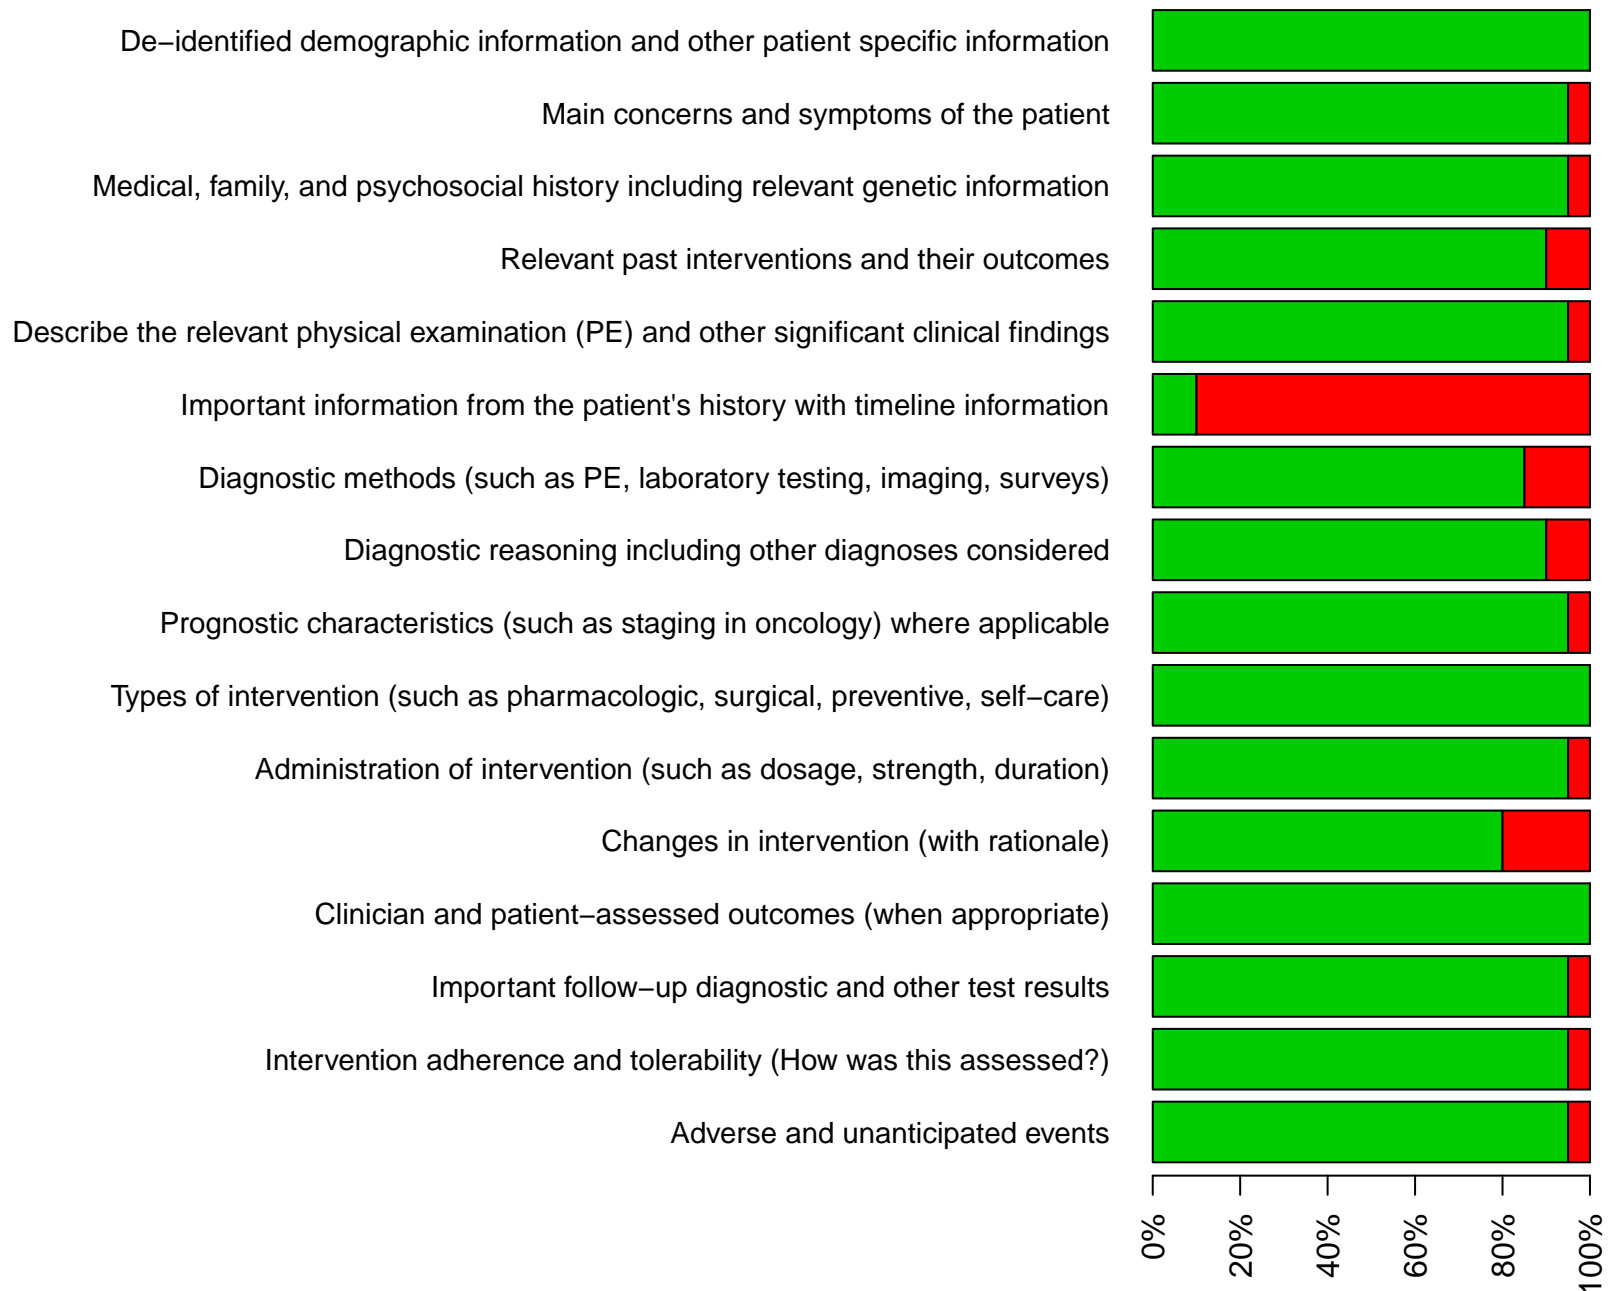 De−identified demographic information and other patient specific information
Main concerns and symptoms of the patient
Medical, family, and psychosocial history including relevant genetic information
Relevant past interventions and their outcomes
Describe the relevant physical examination (PE) and other significant clinical findings
Important information from the patient's history with timeline information
Diagnostic methods (such as PE, laboratory testing, imaging, surveys)
Diagnostic reasoning including other diagnoses considered
Prognostic characteristics (such as staging in oncology) where applicable
Types of intervention (such as pharmacologic, surgical, preventive, self−care)
Administration of intervention (such as dosage, strength, duration)
Changes in intervention (with rationale)
Clinician and patient−assessed outcomes (when appropriate)
Important follow−up diagnostic and other test results
Intervention adherence and tolerability (How was this assessed?)
Adverse and unanticipated events
0%
20%
40%
60%
80%
100%